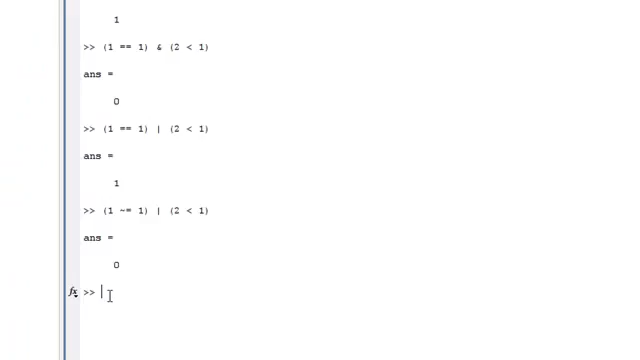 1
>> (1 == 1) & (2 < 1)
ans =
0
>> (1 == 1) | (2 < 1)
ans =
1
>> (1 ~= 1) | (2 < 1)
ans =
0
fx >>